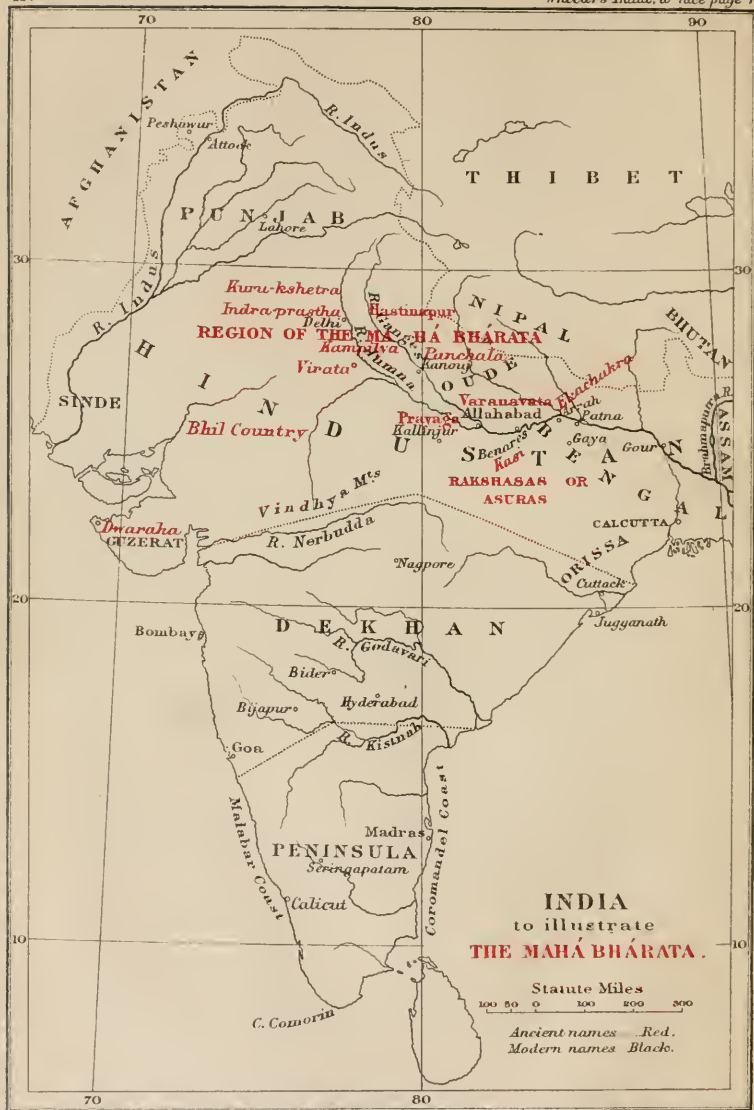 Wheeler's India, to face page
70
80
90
AFGHANISTAN
Peshawur
Attock
R. Indus
THIBET
PUNJAB
Lahore
30
30
R. Indus
Kuru-kshetra
Indra-prastha
Hastinapur
Delhi
R. Ganges
NIPAL
BHUTAN
REGION OF THE MAHÁ BHÁRATA
Kampilya
Panchala
Kanouj
R. Jumna
OUDE
Virata
Ekachakra
HINDUSTAN
SINDE
Varanavata
Arrah
Allahabad
Patna
Prayaga
Kallinjur
Benares
Kasi
Gaya
Gour
Brahmapurra R.
ASSAM
BENGAL
Bhil Country
RAKSHASAS OR
ASURAS
Vindhya Mts
Dwaraka
GUZERAT
R. Nerbudda
CALCUTTA
Nagpore
ORISSA
Cuttack
20
20
Jugganath
Bombay
DEKHAN
R. Godavari
Bider
Hyderabad
Bijapur
R. Kistnah
Goa
Malabar Coast
Coromandel Coast
Madras
PENINSULA
Seringapatam
Calicut
10
10
C. Comorin
INDIA
to illustrate
THE MAHÁ BHÁRATA.
Statute Miles
100 50 0 100 200 300
Ancient names ... Red.
Modern names Black.
70
80
90